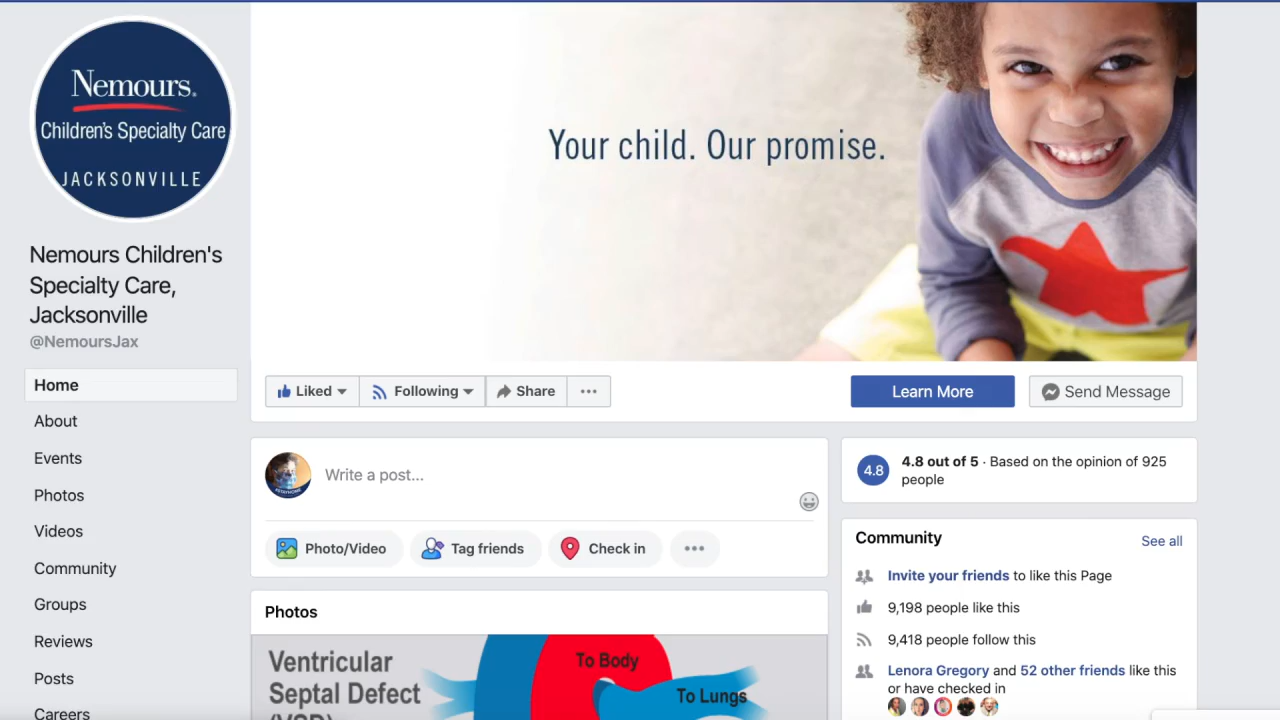 Nemours.
Children's Specialty Care
JACKSONVILLE
Your child. Our promise.
Nemours Children's
Specialty Care,
Jacksonville
@NemoursJax
Home
About
Events
Photos
Videos
Community
Groups
Reviews
Posts
Careers
Liked
Following
Share
Learn More
Send Message
Write a post...
Photo/Video
Tag friends
Check in
Photos
Ventricular
Septal Defect
(VSD)
To Body
To Lungs
4.8
4.8 out of 5 · Based on the opinion of 925
people
Community
See all
Invite your friends to like this Page
9,198 people like this
9,418 people follow this
Lenora Gregory and 52 other friends like this
or have checked in